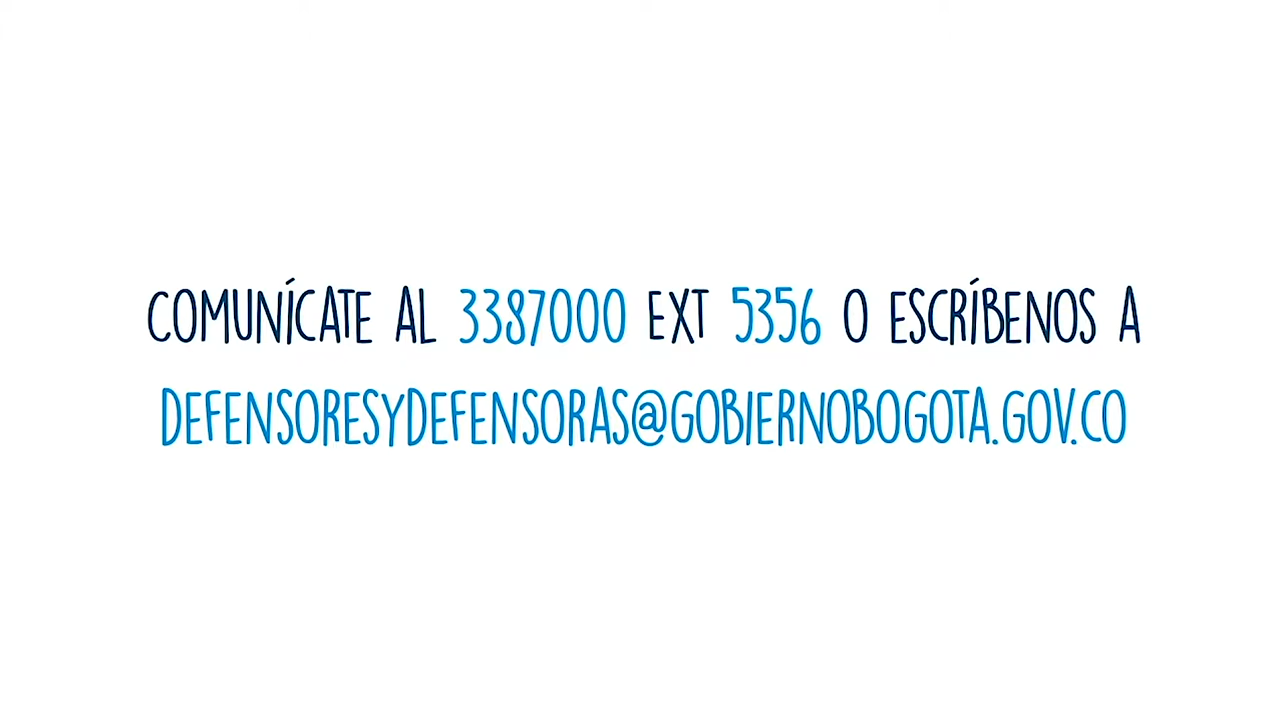 COMUNÍCATE AL 3387000 EXT 5356 O ESCRÍBENOS A
DEFENSORESYDEFENSORAS@GOBIERNOBOGOTA.GOV.CO